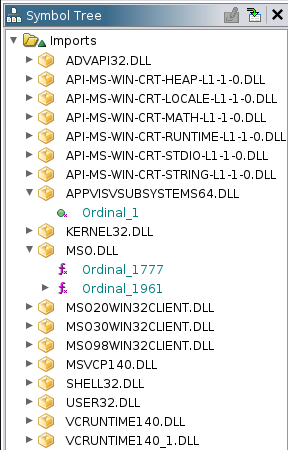 Symbol Tree
Imports
ADVAPI32.DLL
API-MS-WIN-CRT-HEAP-L1-1-0.DLL
API-MS-WIN-CRT-LOCALE-L1-1-0.DLL
API-MS-WIN-CRT-MATH-L1-1-0.DLL
API-MS-WIN-CRT-RUNTIME-L1-1-0.DLL
API-MS-WIN-CRT-STDIO-L1-1-0.DLL
API-MS-WIN-CRT-STRING-L1-1-0.DLL
APPVISVSUBSYSTEMS64.DLL
Ordinal_1
KERNEL32.DLL
MSO.DLL
Ordinal_1777
Ordinal_1961
MSO20WIN32CLIENT.DLL
MSO30WIN32CLIENT.DLL
MSO98WIN32CLIENT.DLL
MSVCP140.DLL
SHELL32.DLL
USER32.DLL
VCRUNTIME140.DLL
VCRUNTIME140_1.DLL